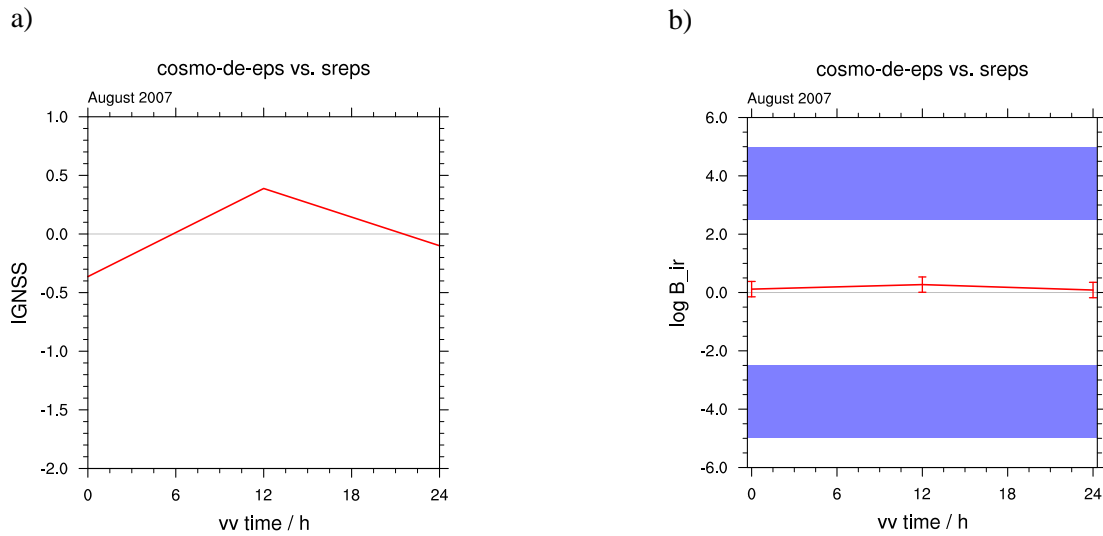 a)
cosmo-de-eps vs. sreps
August 2007
1.0
0.5
0.0
-0.5
-1.0
-1.5
-2.0
IGNSS
0 6 12 18 24
vv time / h
b)
cosmo-de-eps vs. sreps
August 2007
6.0
4.0
2.0
0.0
-2.0
-4.0
-6.0
log B_ir
0 6 12 18 24
vv time / h